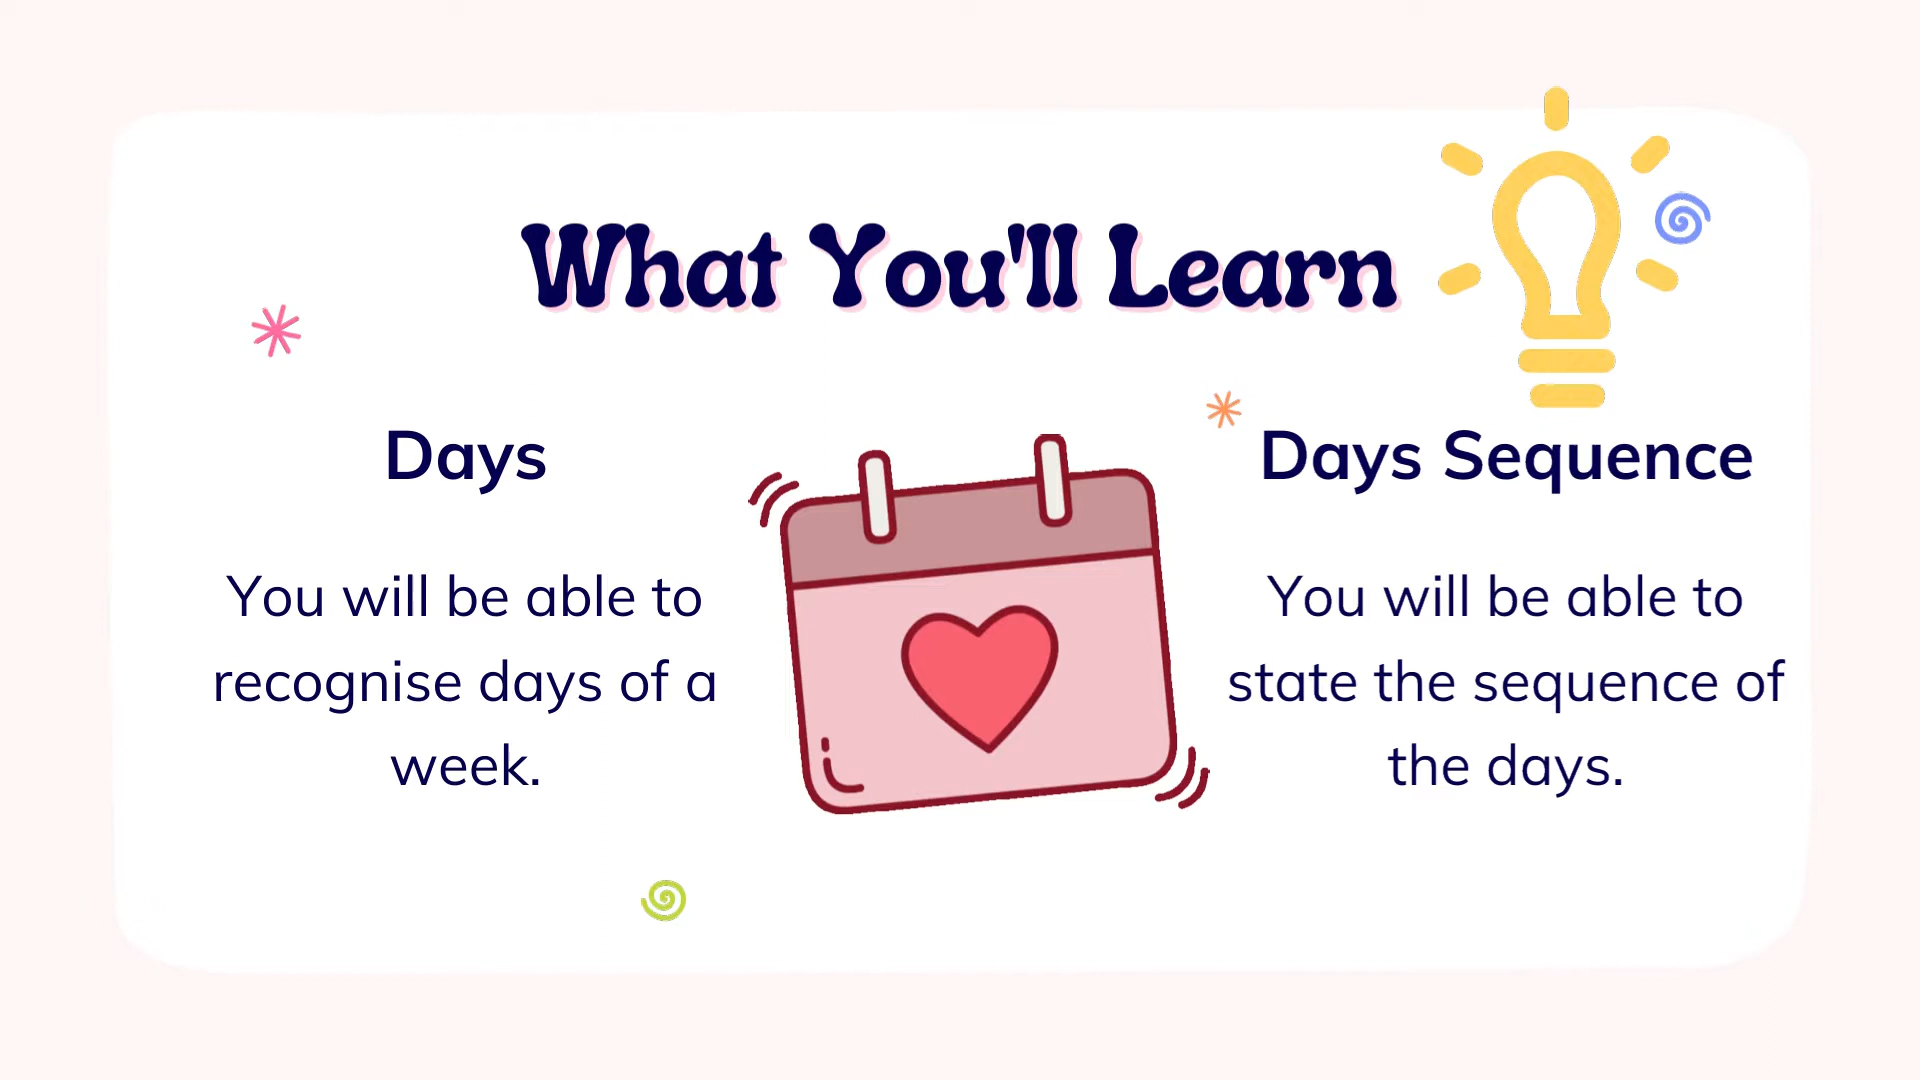 What You'll Learn
Days
You will be able to
recognise days of a
week.
Days Sequence
You will be able to
state the sequence of
the days.